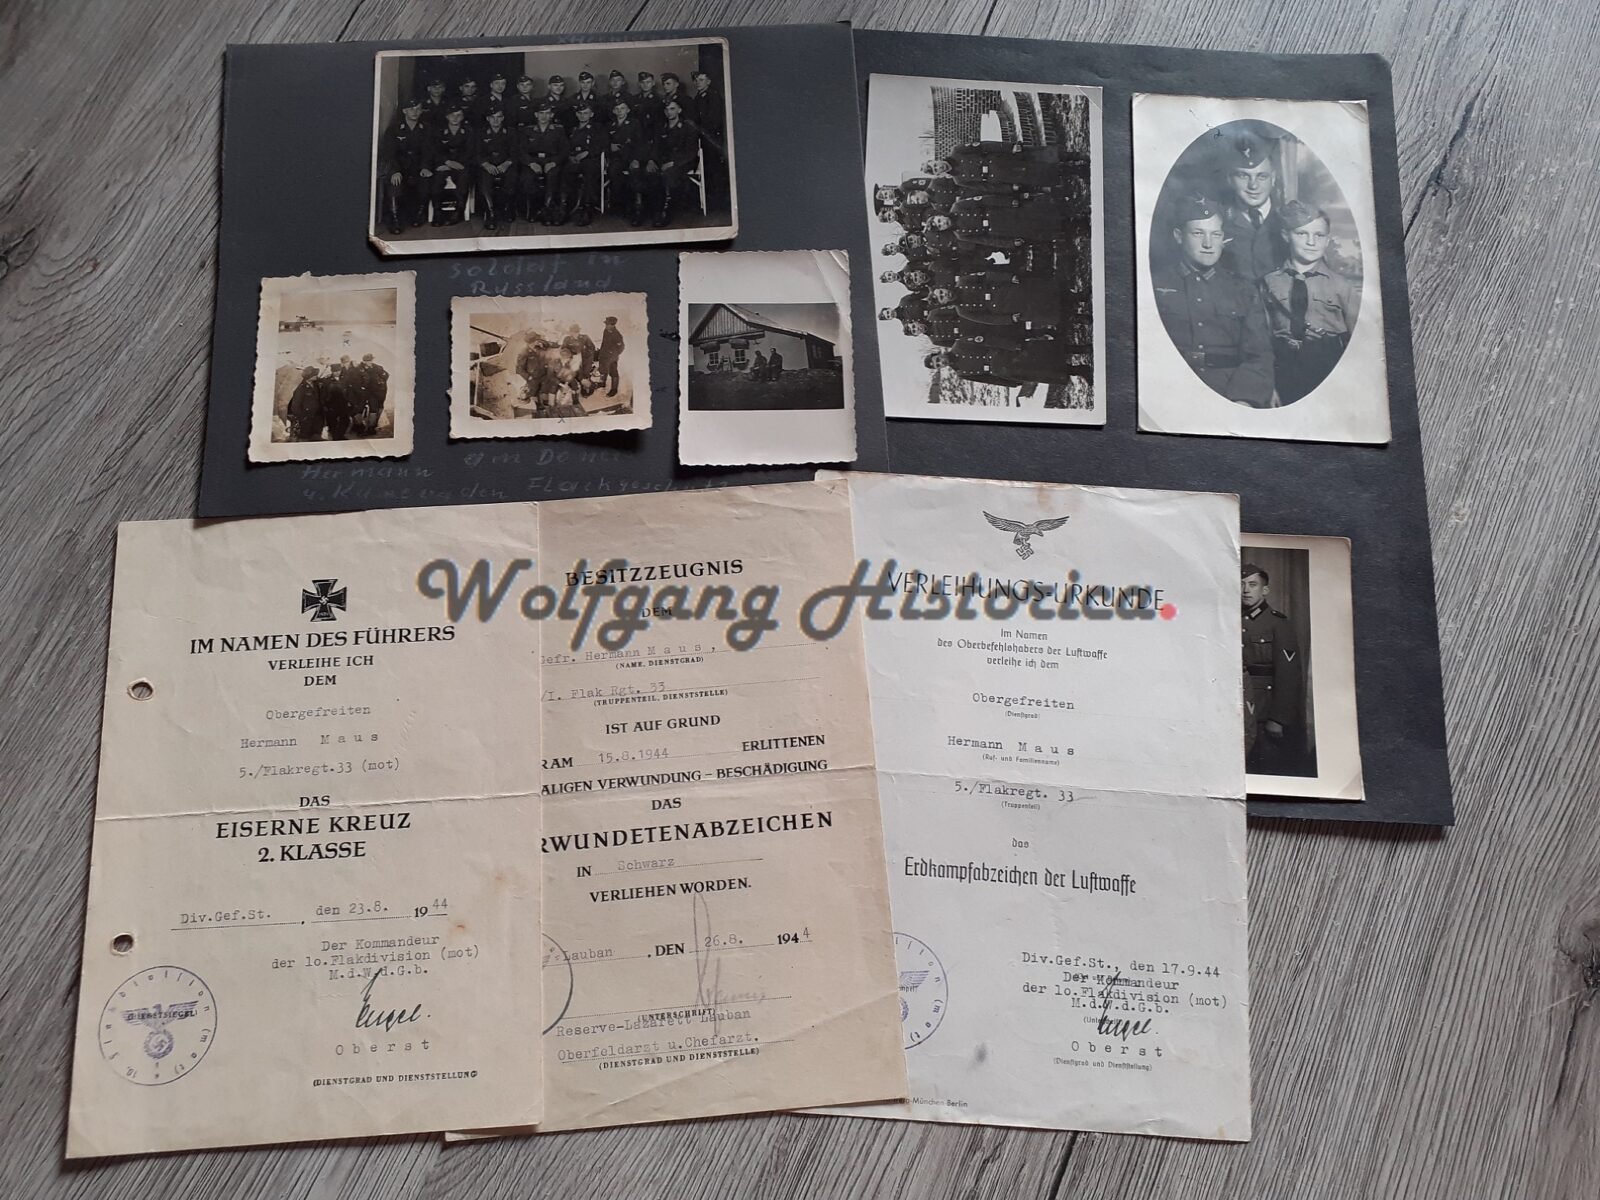 Soldat in
Russland
Hermann
am Donez
Wolfgang Historica.
IM NAMEN DES FÜHRERS
VERLEIHE ICH
DEM
Obergefreiten
Hermann Maus
5./Flakregt.33 (mot)
DAS
EISERNE KREUZ
2. KLASSE
Div.Gef.St. , den 23.8. 1944
Der Kommandeur
der 10.Flakdivision (mot)
M.d.W.d.G.b.
Oberst
(DIENSTGRAD UND DIENSTSTELLUNG)
(DIENSTSIEGEL)
BESITZZEUGNIS
DEM
Gefr. Hermann Maus,
(NAME, DIENSTGRAD)
/I. Flak Rgt. 33
(TRUPPENTEIL, DIENSTSTELLE)
IST AUF GRUND
R AM 15.8.1944 ERLITTENEN
ALIGEN VERWUNDUNG – BESCHÄDIGUNG
DAS
RWUNDETENABZEICHEN
IN Schwarz
VERLIEHEN WORDEN.
Lauban , DEN 26.8. 1944
(UNTERSCHRIFT)
Reserve-Lazarett Lauban
Oberfeldarzt u.Chefarzt.
(DIENSTGRAD UND DIENSTSTELLE)
VERLEIHUNGS-URKUNDE
Im Namen
des Oberbefehlshabers der Luftwaffe
verleihe ich dem
Obergefreiten
(Dienstgrad)
Hermann Maus
(Ruf- und Familienname)
5./Flakregt. 33
(Truppenteil)
das
Erdkampfabzeichen der Luftwaffe
Div.Gef.St., den 17.9.44
Der Kommandeur
der 10.Flakdivision (mot)
M.d.W.d.G.b.
Oberst
(Dienstgrad und Dienststellung)
München Berlin